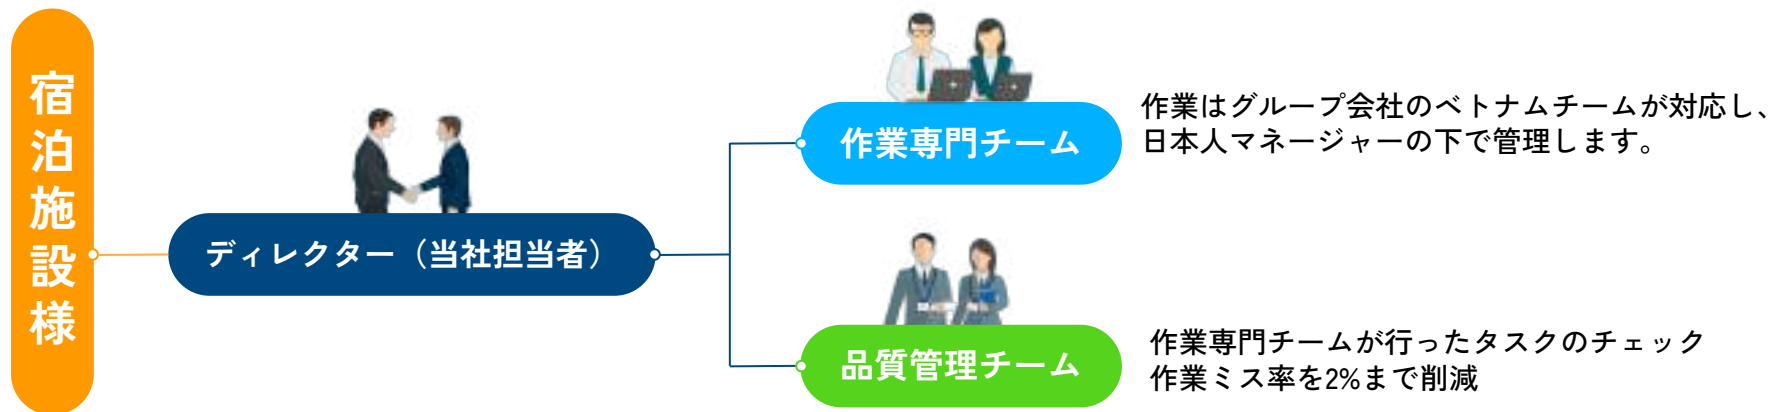 宿泊施設様
ディレクター（当社担当者）
作業専門チーム
作業はグループ会社のベトナムチームが対応し、
日本人マネージャーの下で管理します。
品質管理チーム
作業専門チームが行ったタスクのチェック
作業ミス率を2%まで削減